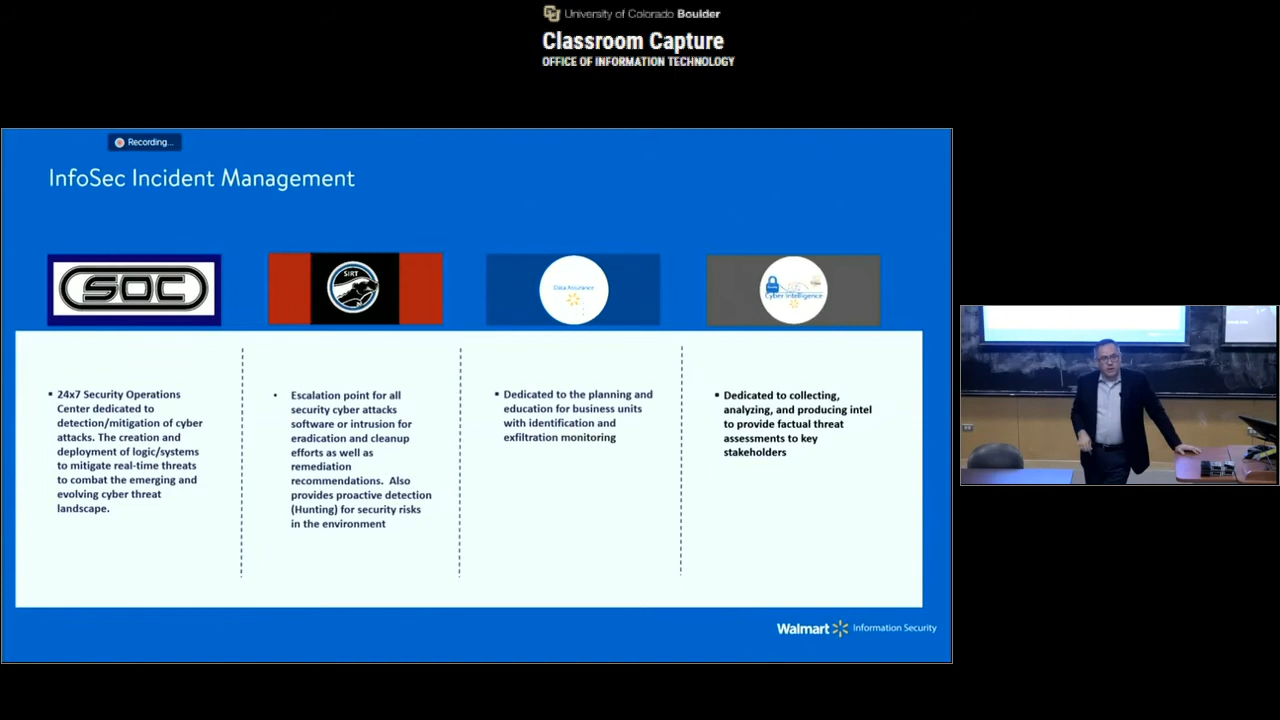 University of Colorado Boulder
Classroom Capture
OFFICE OF INFORMATION TECHNOLOGY
Recording...
InfoSec Incident Management
SOC
SIRT
Data Assurance
Cyber Intelligence
▪ 24x7 Security Operations
Center dedicated to
detection/mitigation of cyber
attacks. The creation and
deployment of logic/systems
to mitigate real-time threats
to combat the emerging and
evolving cyber threat
landscape.
• Escalation point for all
security cyber attacks
software or intrusion for
eradication and cleanup
efforts as well as
remediation
recommendations. Also
provides proactive detection
(Hunting) for security risks
in the environment
▪ Dedicated to the planning and
education for business units
with identification and
exfiltration monitoring
▪ Dedicated to collecting,
analyzing, and producing intel
to provide factual threat
assessments to key
stakeholders
Walmart Information Security